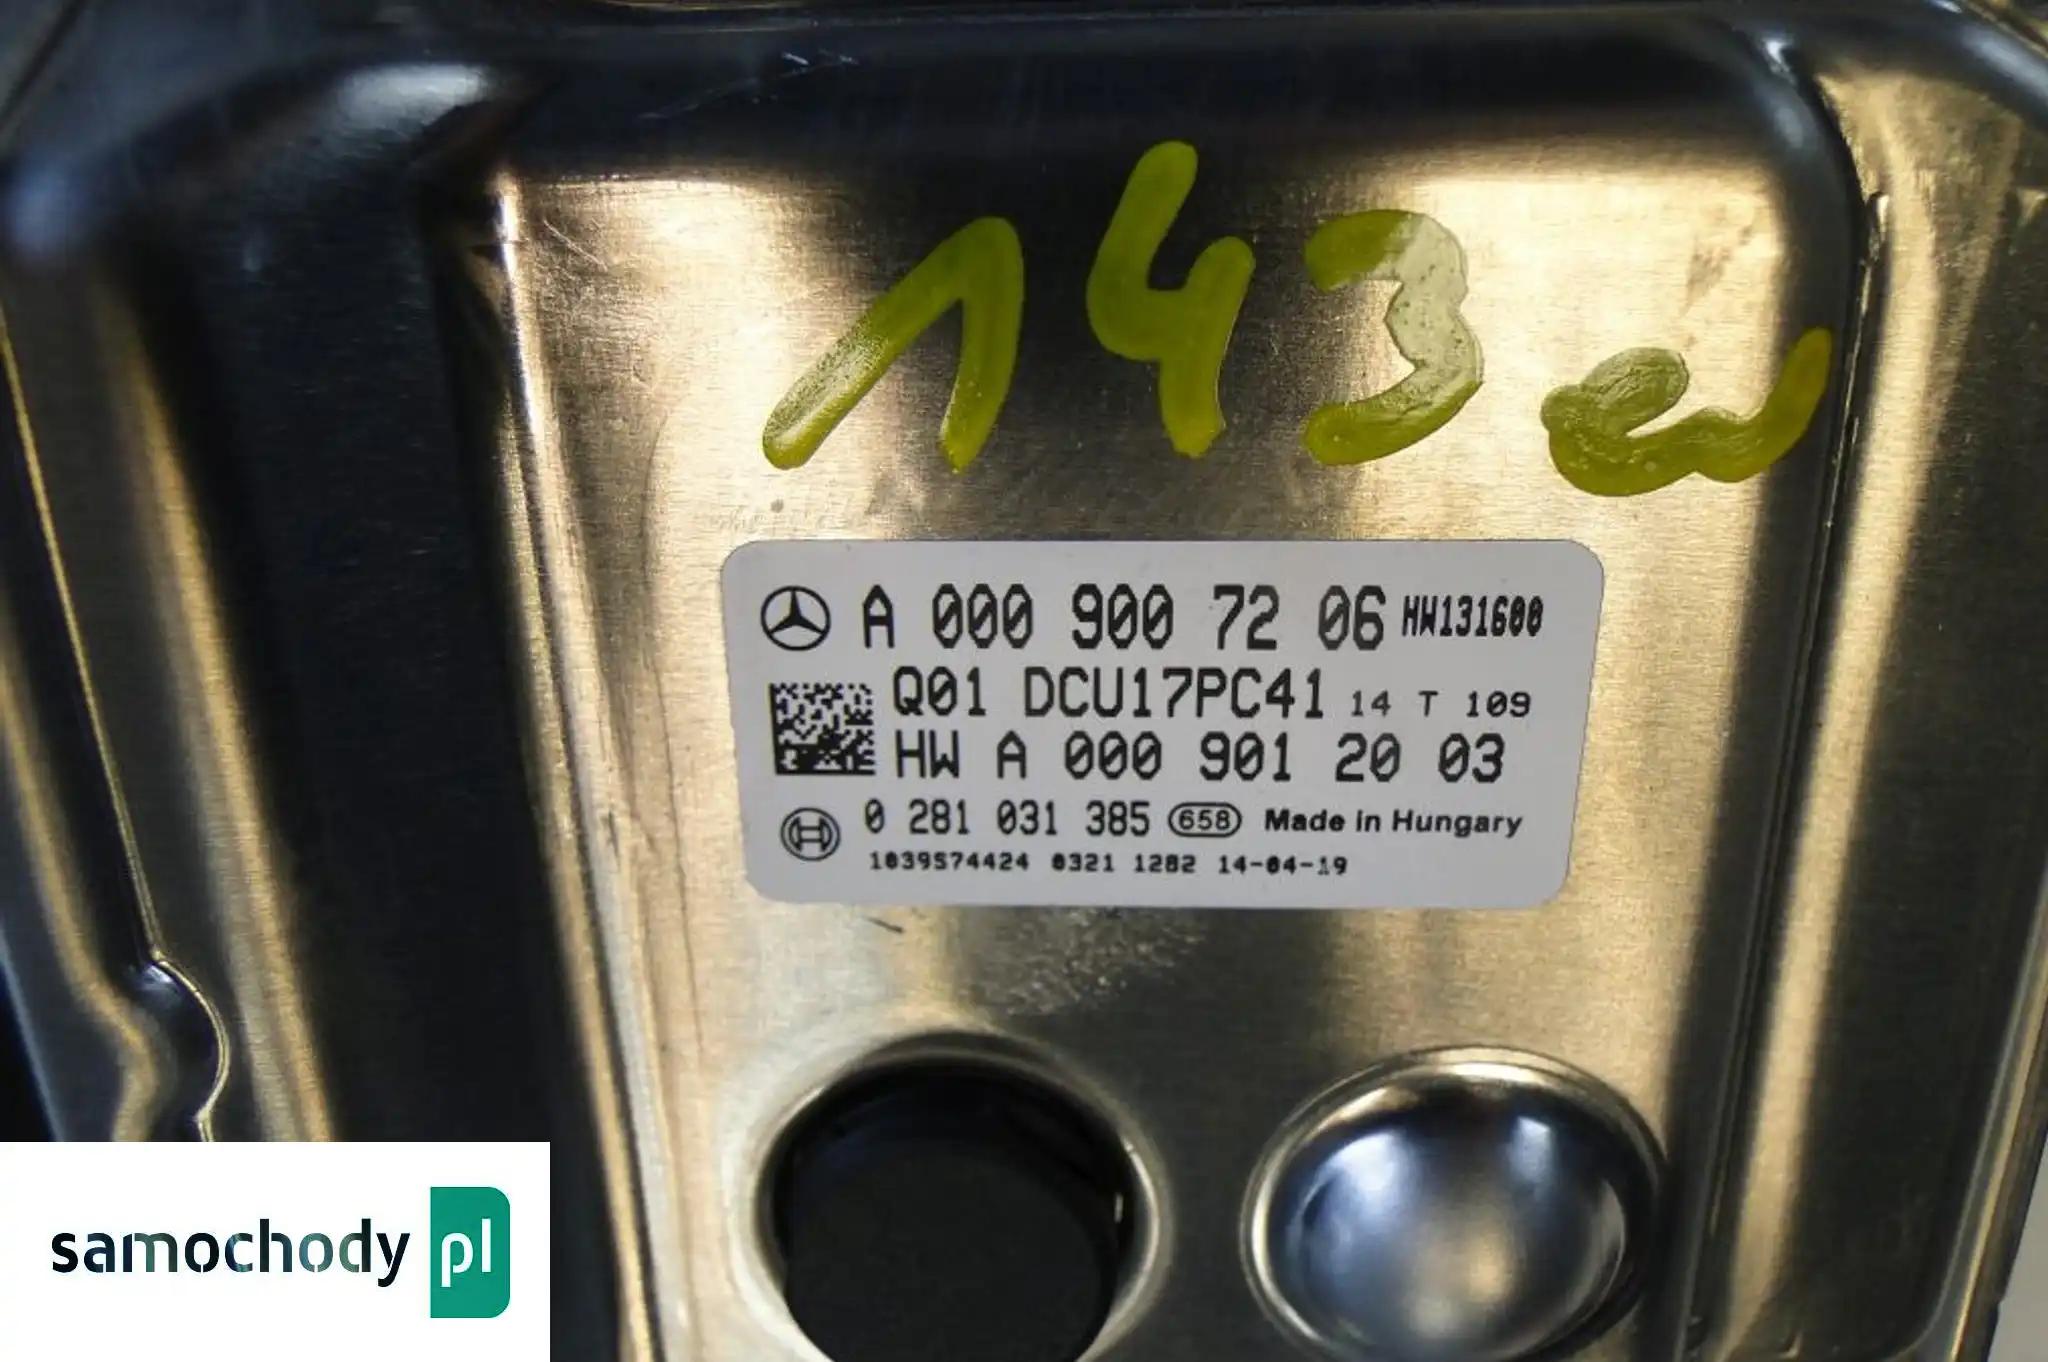 143w
A 000 900 72 06 HW131600
Q01 DCU17PC41 14 T 109
HW A 000 901 20 03
0 281 031 385 658 Made in Hungary
1039574424 0321 1282 14-04-19
samochody pl